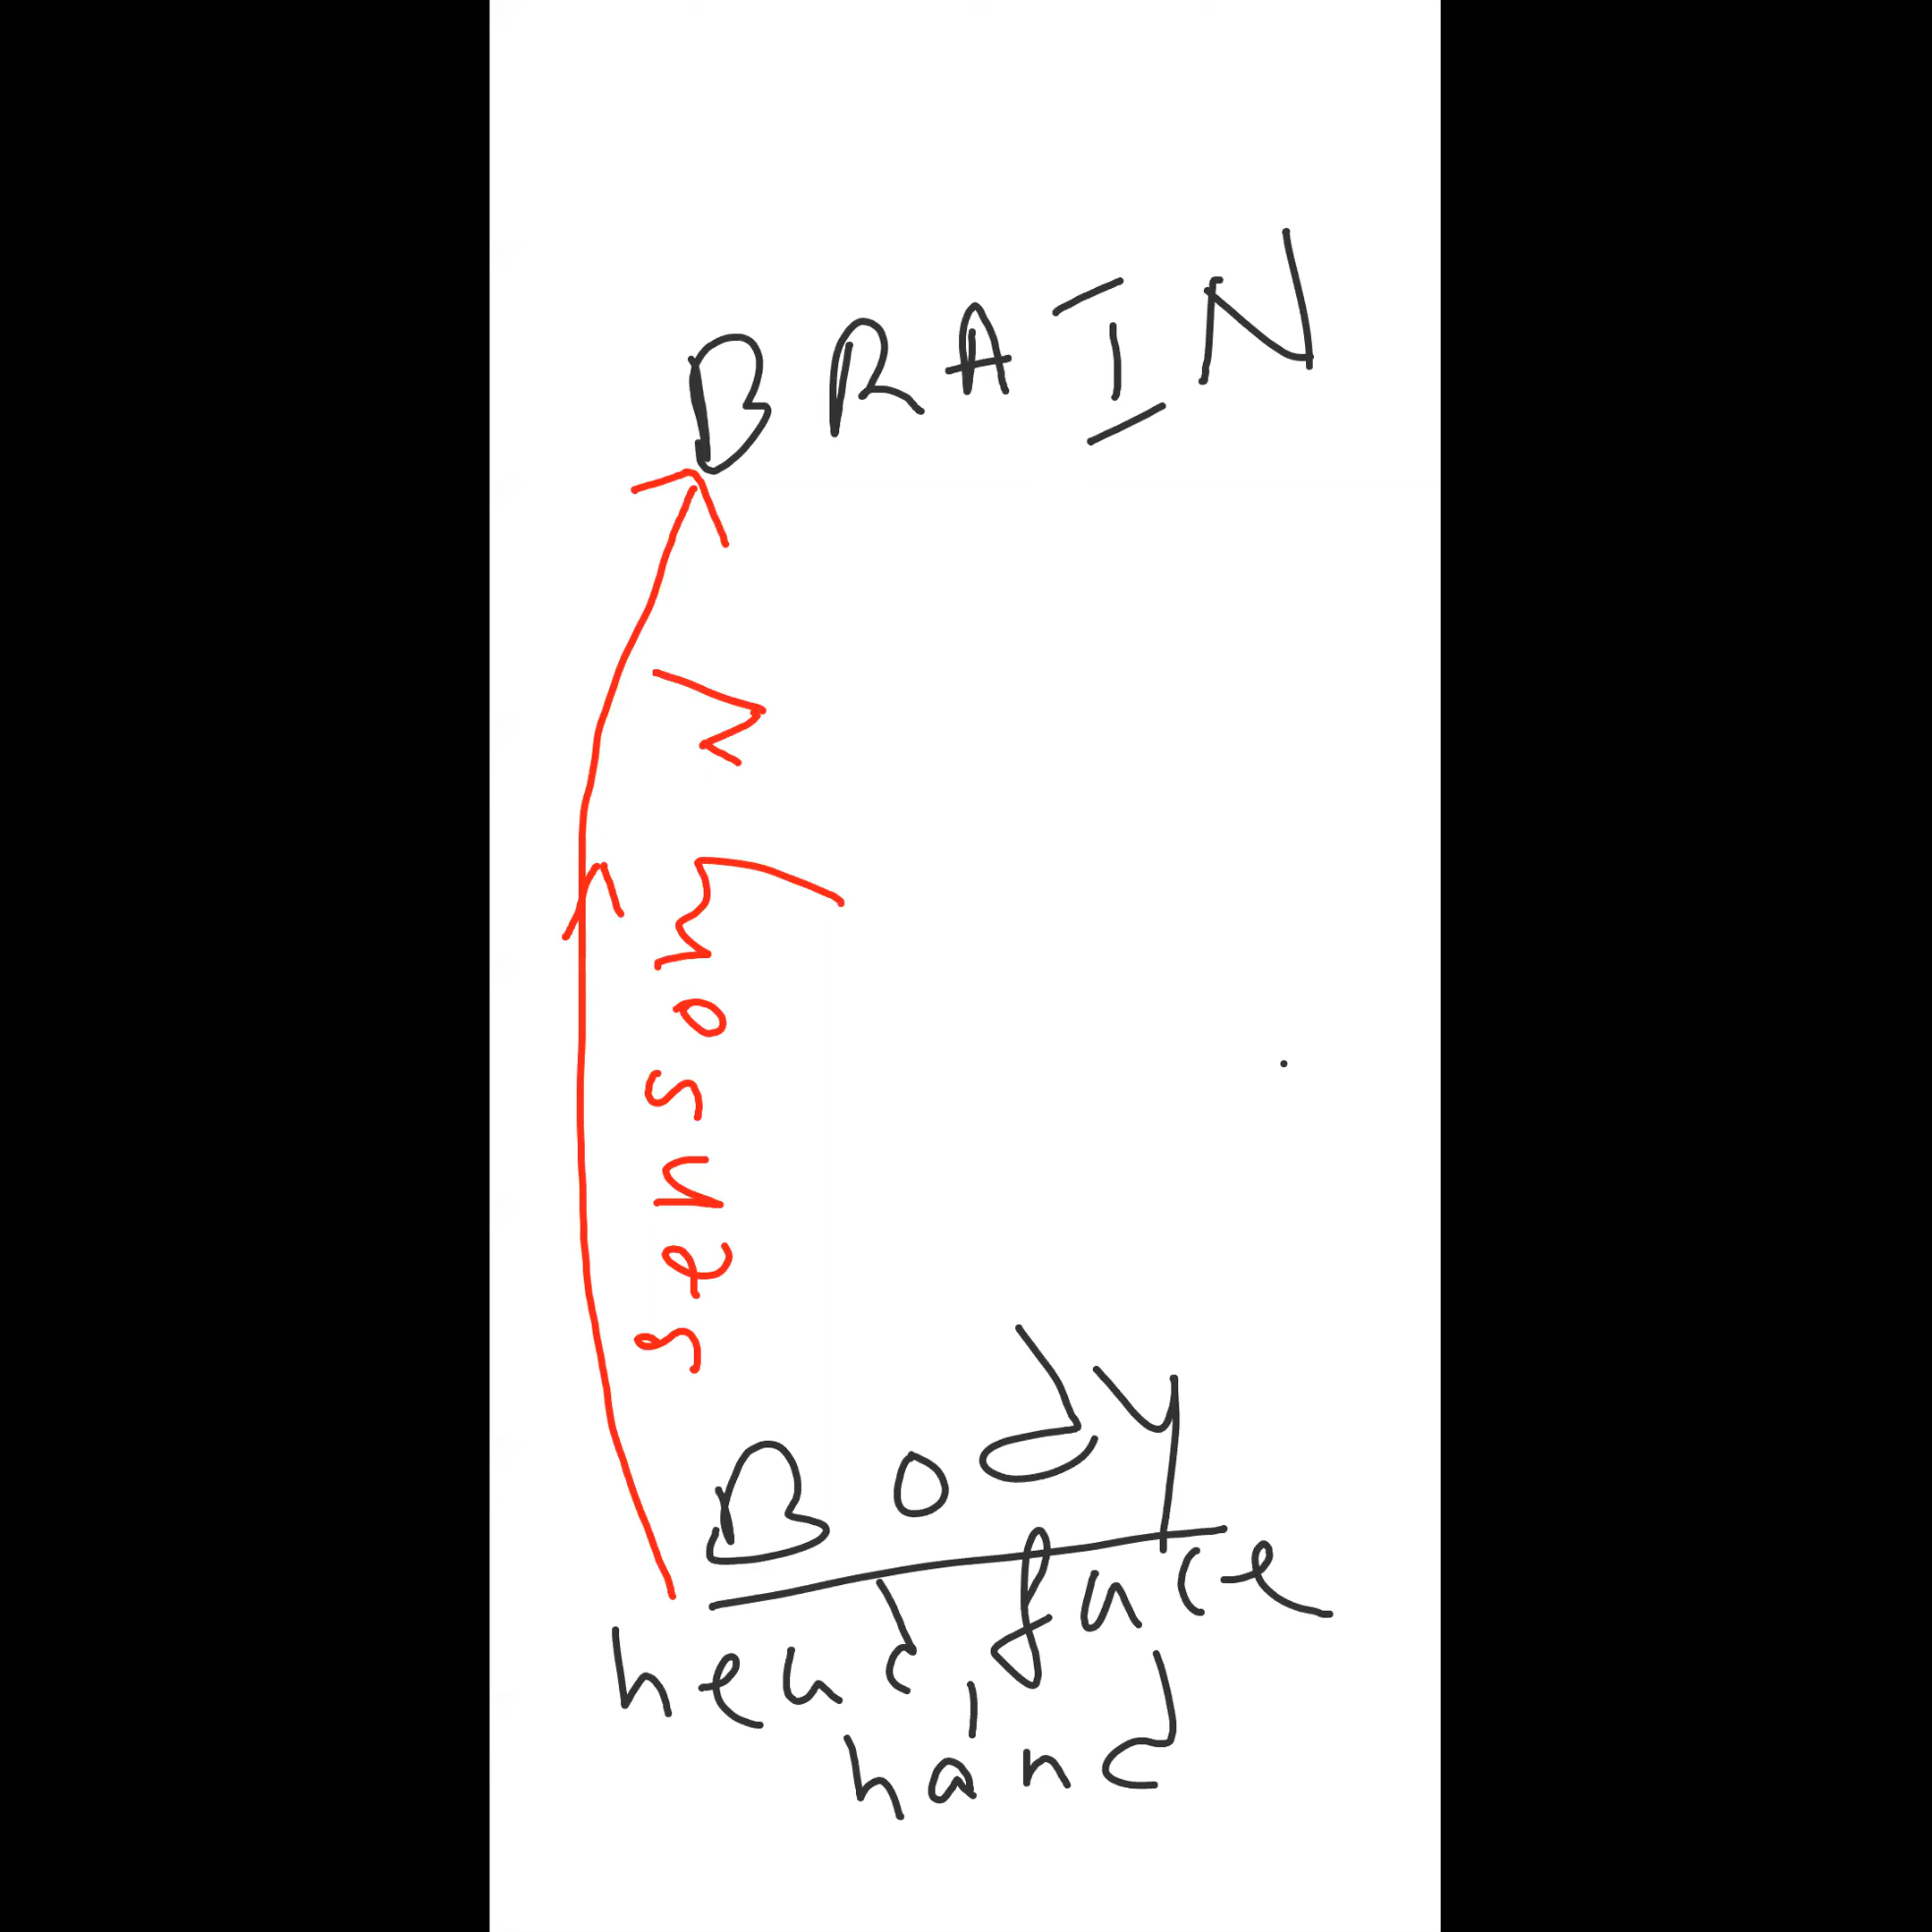 BRAIN
sensory
Body
head, face
hand